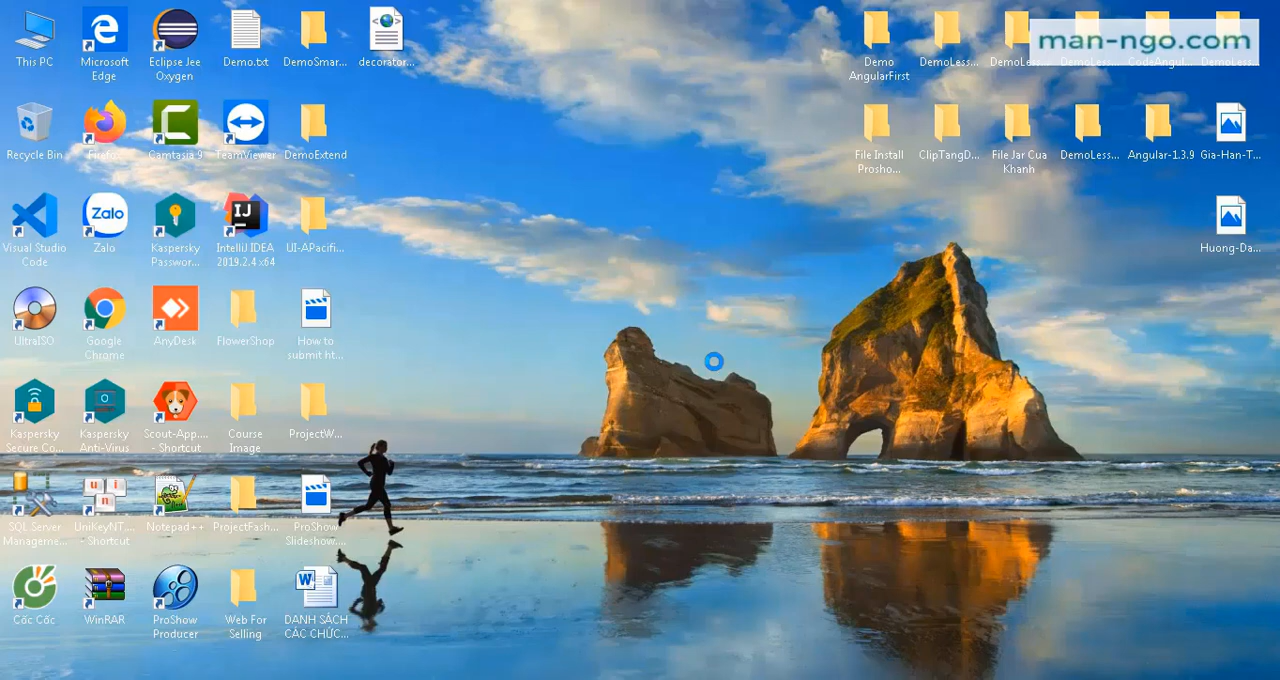 This PC
Microsoft
Edge
Eclipse Jee
Oxygen
Demo.txt
DemoSmar...
decorator...
Demo
AngularFirst
DemoLess...
DemoLess...
DemoLess...
CodeAngul...
DemoLess...
man-ngo.com
Recycle Bin
Firefox
Camtasia 9
TeamViewer
DemoExtend
File Install
Prosho...
ClipTangD...
File Jar Cua
Khanh
DemoLess...
Angular-1.3.9
Gia-Han-T...
Visual Studio
Code
Zalo
Zalo
Kaspersky
Passwor...
IJ
IntelliJ IDEA
2019.2.4 x64
UI-APacifi...
Huong-Da...
UltraISO
Google
Chrome
AnyDesk
FlowerShop
How to
submit ht...
Kaspersky
Secure Co...
Kaspersky
Anti-Virus
Scout-App....
- Shortcut
Course
Image
ProjectW...
SQL Server
Manageme...
u i
n
UniKeyNT....
- Shortcut
Notepad++
ProjectFash...
ProShow
Slideshow....
Cốc Cốc
WinRAR
ProShow
Producer
Web For
Selling
W
DANH SÁCH
CÁC CHỨC...